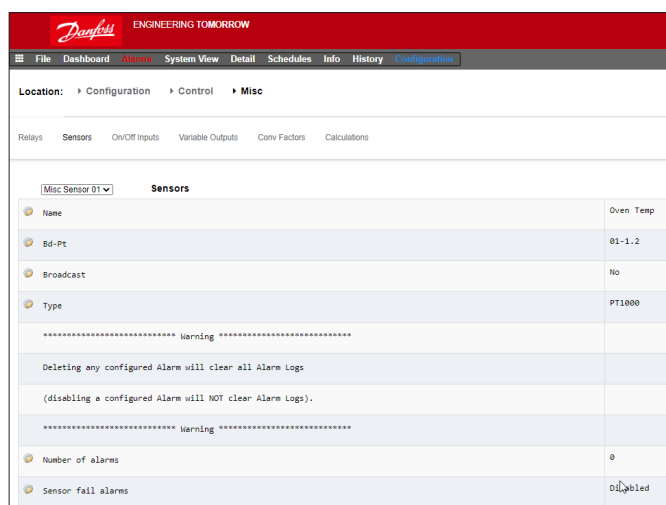 Danfoss ENGINEERING TOMORROW
File Dashboard Alarms System View Detail Schedules Info History Configuration
Location: Configuration Control Misc
Relays Sensors On/Off Inputs Variable Outputs Conv Factors Calculations
Misc Sensor 01 Sensors
Name Oven Temp
Bd-Pt 01-1.2
Broadcast No
Type PT1000
**************************** Warning ****************************
Deleting any configured Alarm will clear all Alarm Logs
(disabling a configured Alarm will NOT clear Alarm Logs).
**************************** Warning ****************************
Number of alarms 0
Sensor fail alarms Disabled